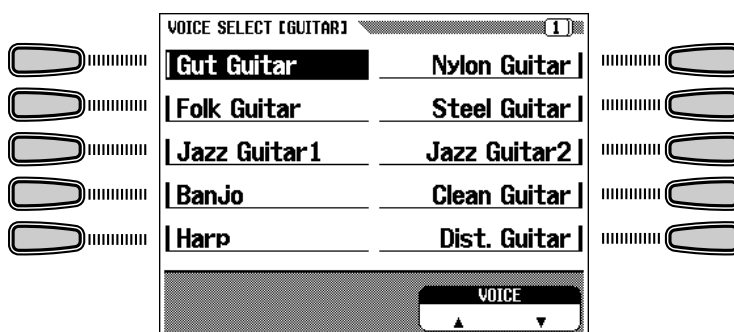 VOICE SELECT [GUITAR] 1
Gut Guitar Nylon Guitar
Folk Guitar Steel Guitar
Jazz Guitar1 Jazz Guitar2
Banjo Clean Guitar
Harp Dist. Guitar
VOICE
▲ ▼